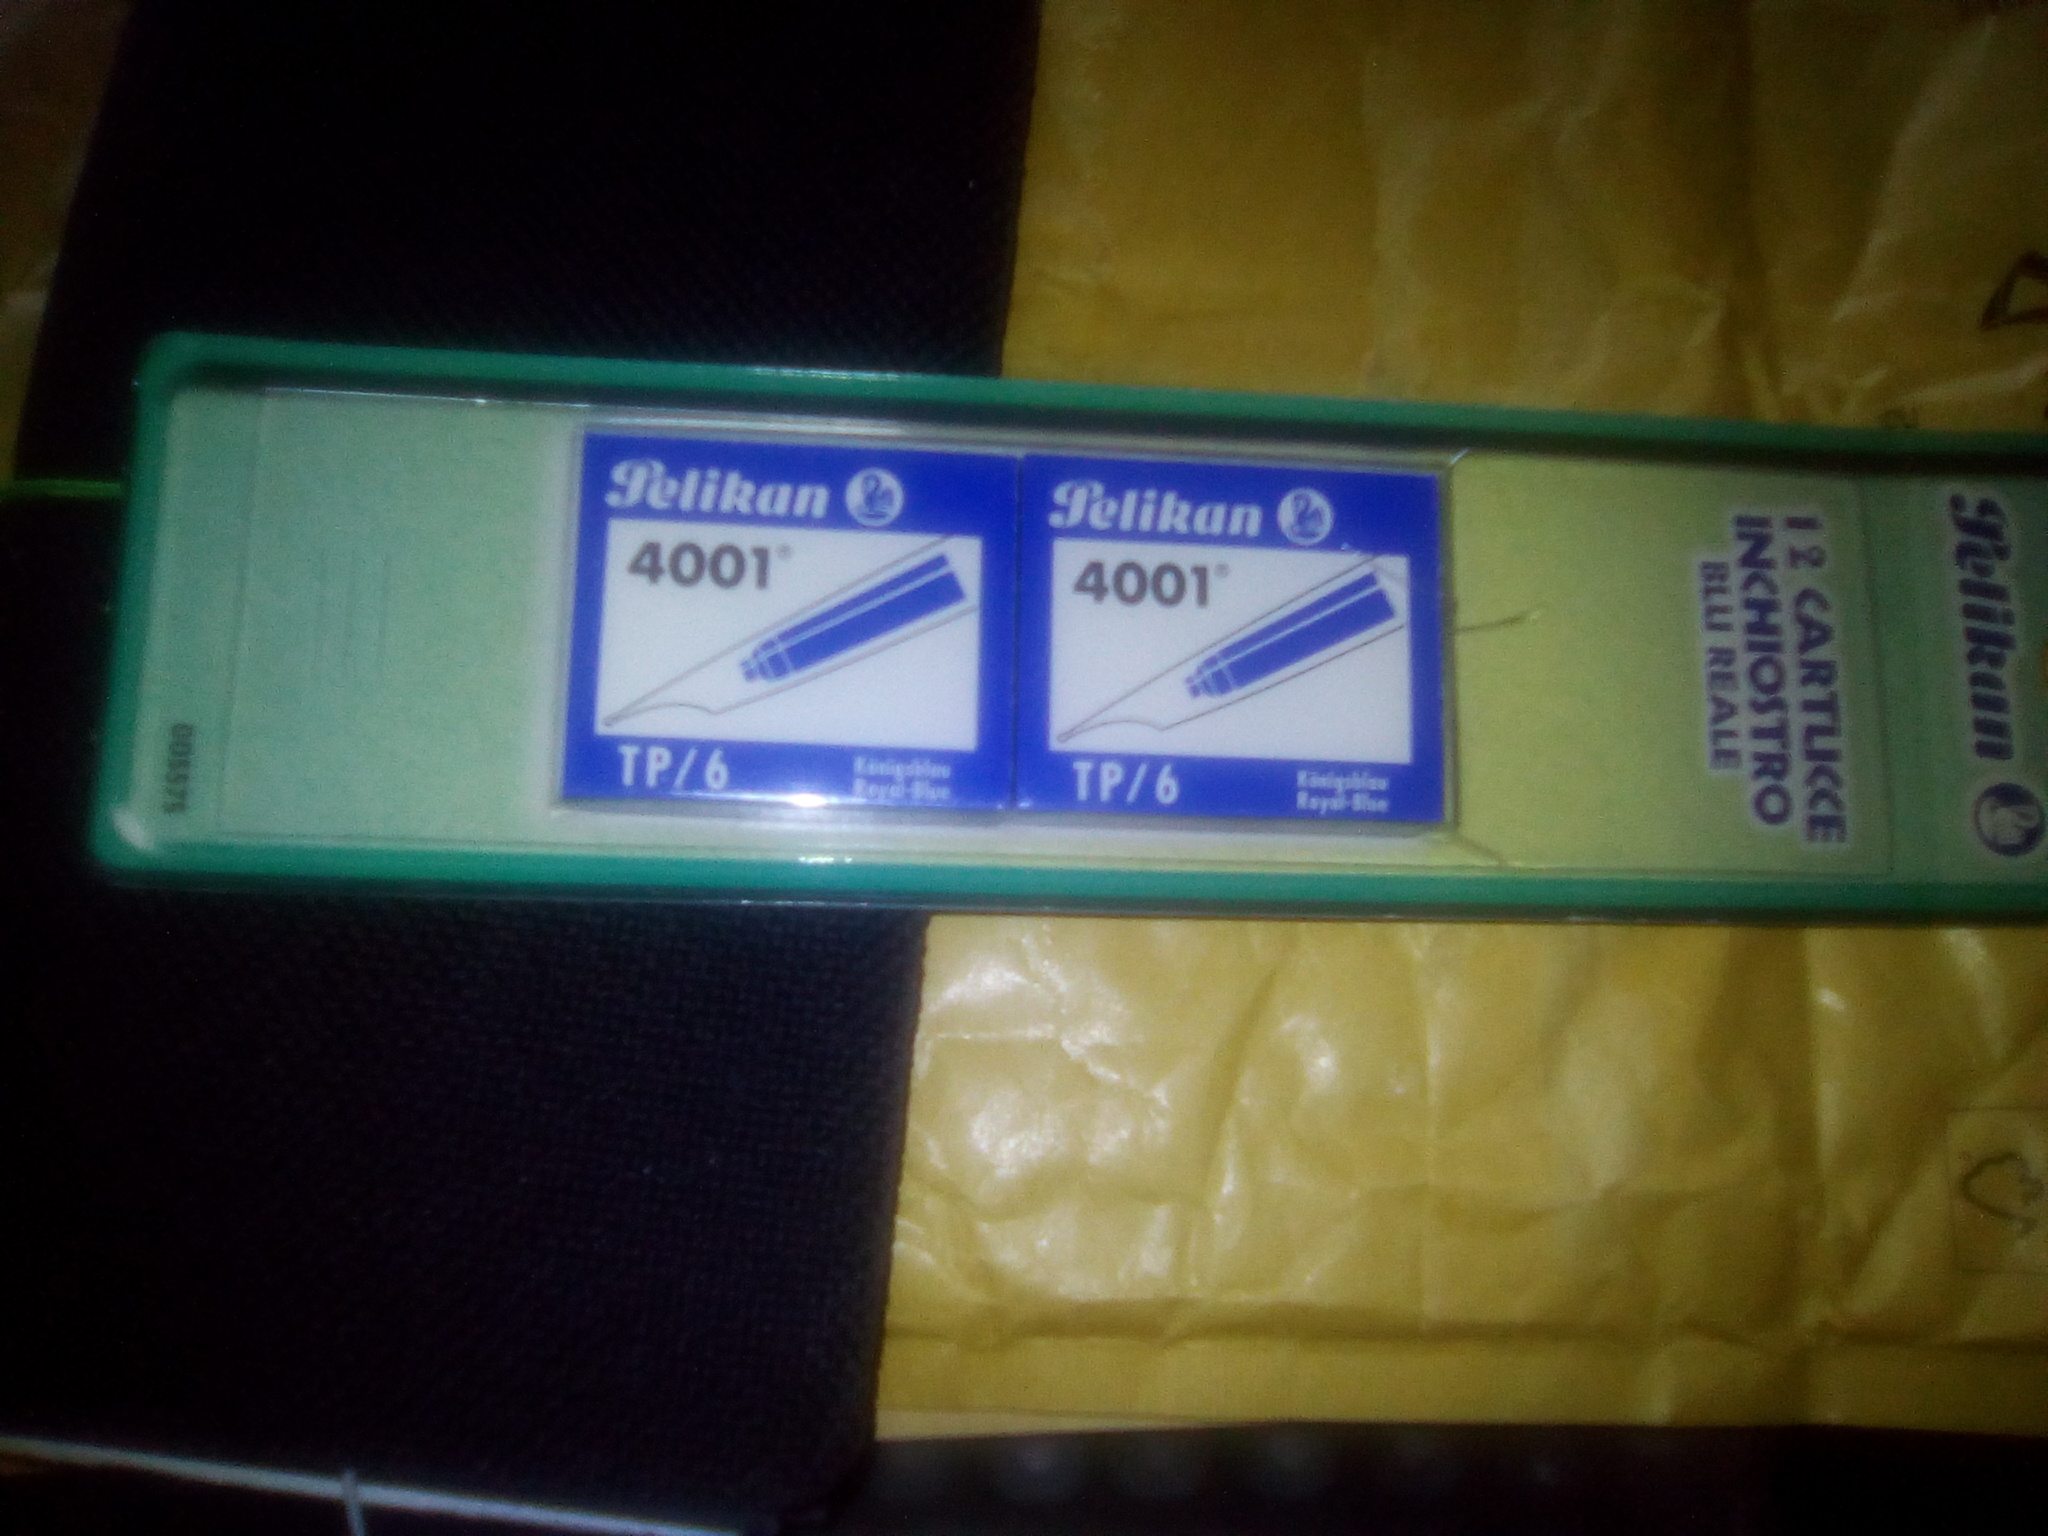 Pelikan
4001®
TP/6
Königsblau
Royal-Blue
Pelikan
4001®
TP/6
Königsblau
Royal-Blue
Pelikan
12 CARTUCCE
INCHIOSTRO
BLU REALE
005575